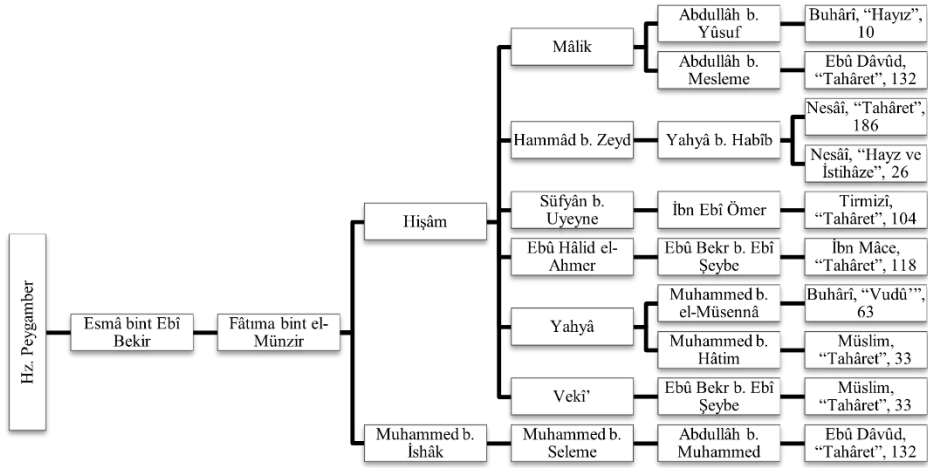 Hz. Peygamber
Esmâ bint Ebî
Bekir
Fâtıma bint el-
Münzir
Hişâm
Mâlik
Abdullâh b.
Yûsuf
Buhârî, “Hayız”,
10
Abdullâh b.
Mesleme
Ebû Dâvûd,
“Tahâret”, 132
Hammâd b. Zeyd
Yahyâ b. Habîb
Nesâî, “Tahâret”,
186
Nesâî, “Hayz ve
İstihâze”, 26
Süfyân b.
Uyeyne
İbn Ebî Ömer
Tirmizî,
“Tahâret”, 104
Ebû Hâlid el-
Ahmer
Ebû Bekr b. Ebî
Şeybe
İbn Mâce,
“Tahâret”, 118
Yahyâ
Muhammed b.
el-Müsennâ
Buhârî, “Vudû’”,
63
Muhammed b.
Hâtim
Müslim,
“Tahâret”, 33
Vekî’
Ebû Bekr b. Ebî
Şeybe
Müslim,
“Tahâret”, 33
Muhammed b.
İshâk
Muhammed b.
Seleme
Abdullâh b.
Muhammed
Ebû Dâvûd,
“Tahâret”, 132